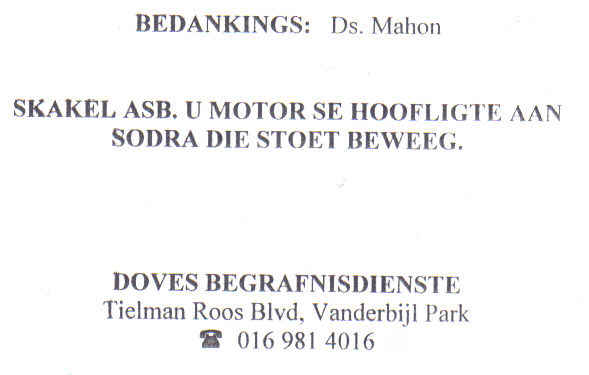 BEDANKINGS: Ds. Mahon
SKAKEL ASB. U MOTOR SE HOOFLIGTE AAN
SODRA DIE STOET BEWEEG.
DOVES BEGRAFNISDIENSTE
Tielman Roos Blvd, Vanderbijl Park
☎ 016 981 4016